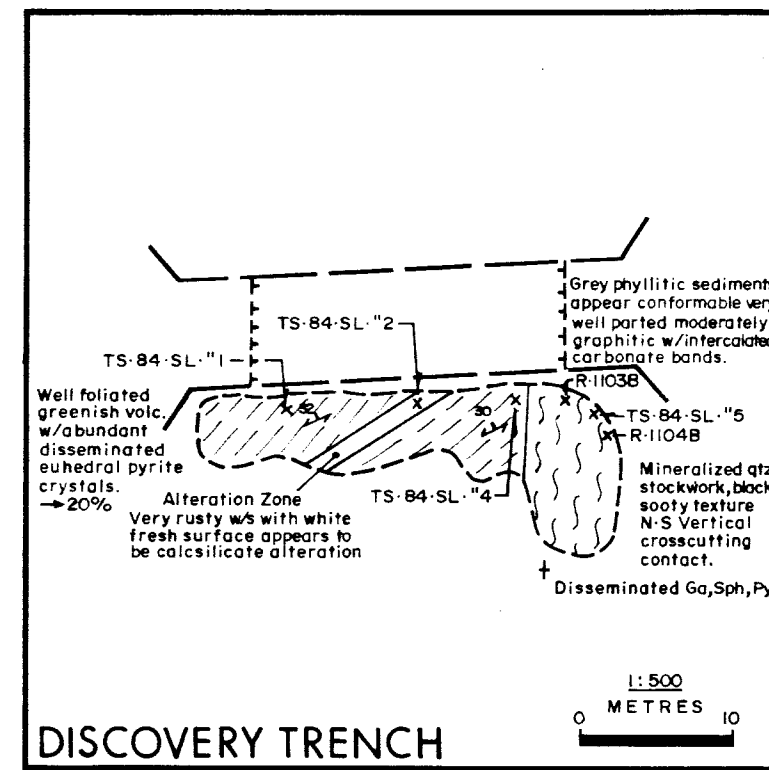 Grey phyllitic sediments
appear conformable very
well parted moderately
graphitic w/intercalated
carbonate bands.
TS·84·SL·"2
TS·84·SL·"1
R·1103B
Well foliated
greenish volc.
w/abundant
disseminated
euhedral pyrite
crystals.
→20%
30
TS·84·SL·"5
R·1104B
Alteration Zone
Very rusty w/s with white
fresh surface appears to
be calcsilicate alteration
TS·84·SL·"4
Mineralized qtz
stockwork, black
sooty texture
N·S Vertical
crosscutting
contact.
Disseminated Ga,Sph,Py
1:500
METRES
0 10
DISCOVERY TRENCH